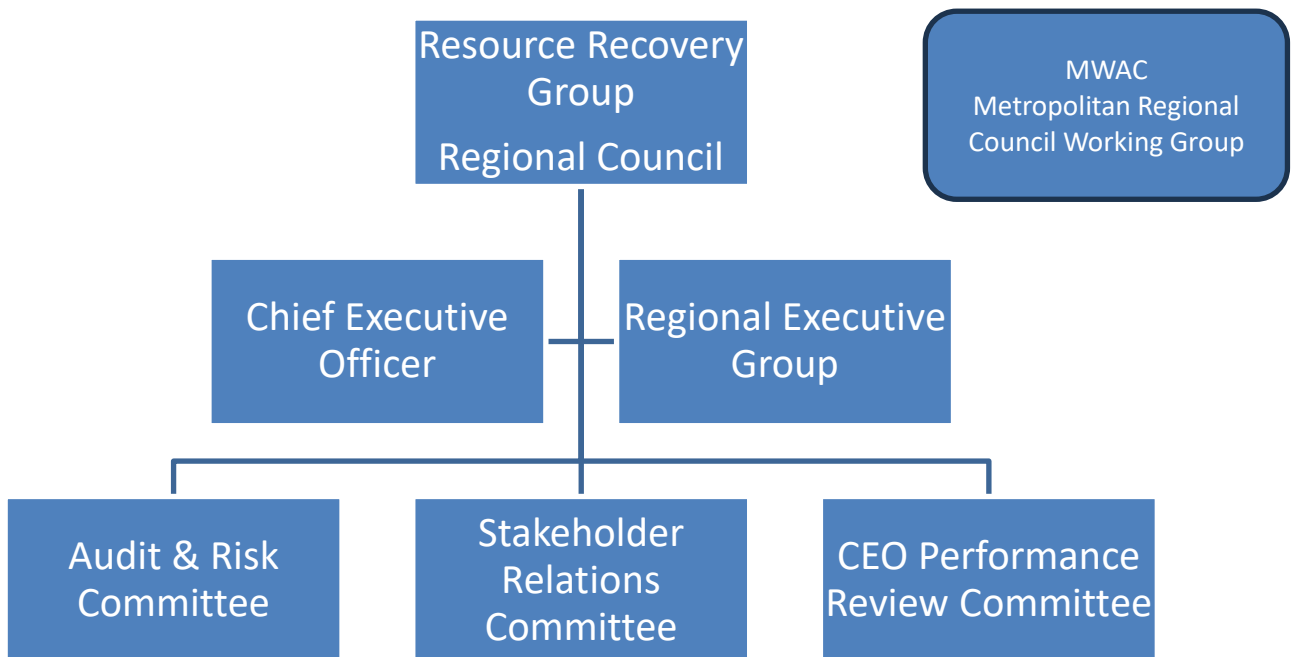 Resource Recovery
Group
Regional Council
MWAC
Metropolitan Regional
Council Working Group
Chief Executive
Officer
Regional Executive
Group
Audit & Risk
Committee
Stakeholder
Relations
Committee
CEO Performance
Review Committee